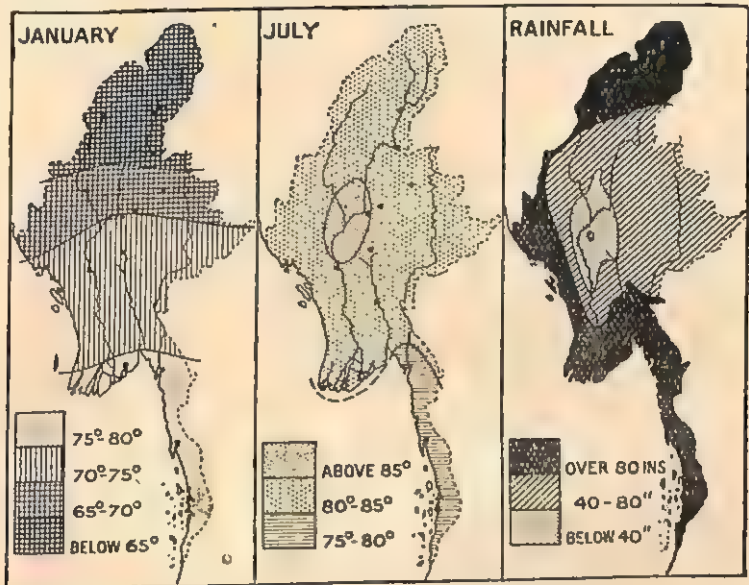 JANUARY
75°-80°
70°-75°
65°-70°
BELOW 65°
JULY
ABOVE 85°
80°-85°
75°-80°
RAINFALL
OVER 80 INS
40-80"
BELOW 40"